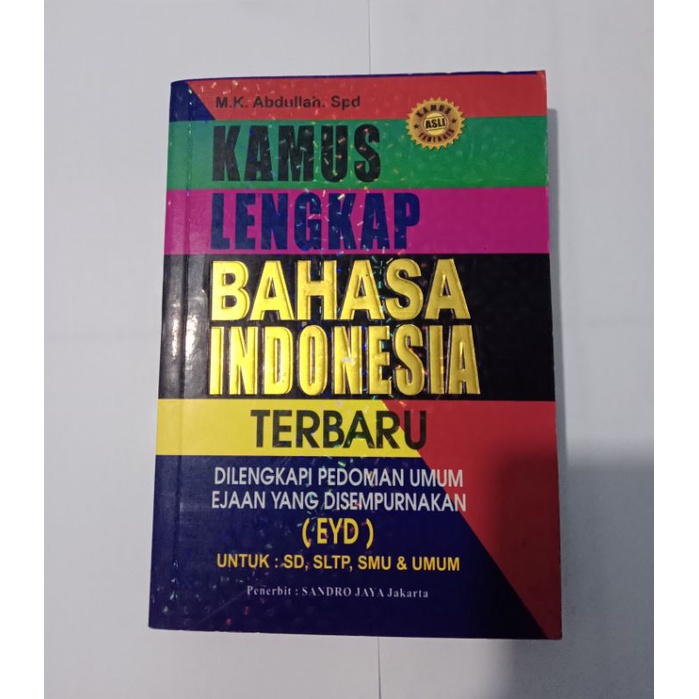 M.K. Abdullah. Spd
KAMUS
ASLI
TERBARIS
KAMUS
LENGKAP
BAHASA
INDONESIA
TERBARU
DILENGKAPI PEDOMAN UMUM
EJAAN YANG DISEMPURNAKAN
( EYD )
UNTUK : SD, SLTP, SMU & UMUM
Penerbit : SANDRO JAYA Jakarta